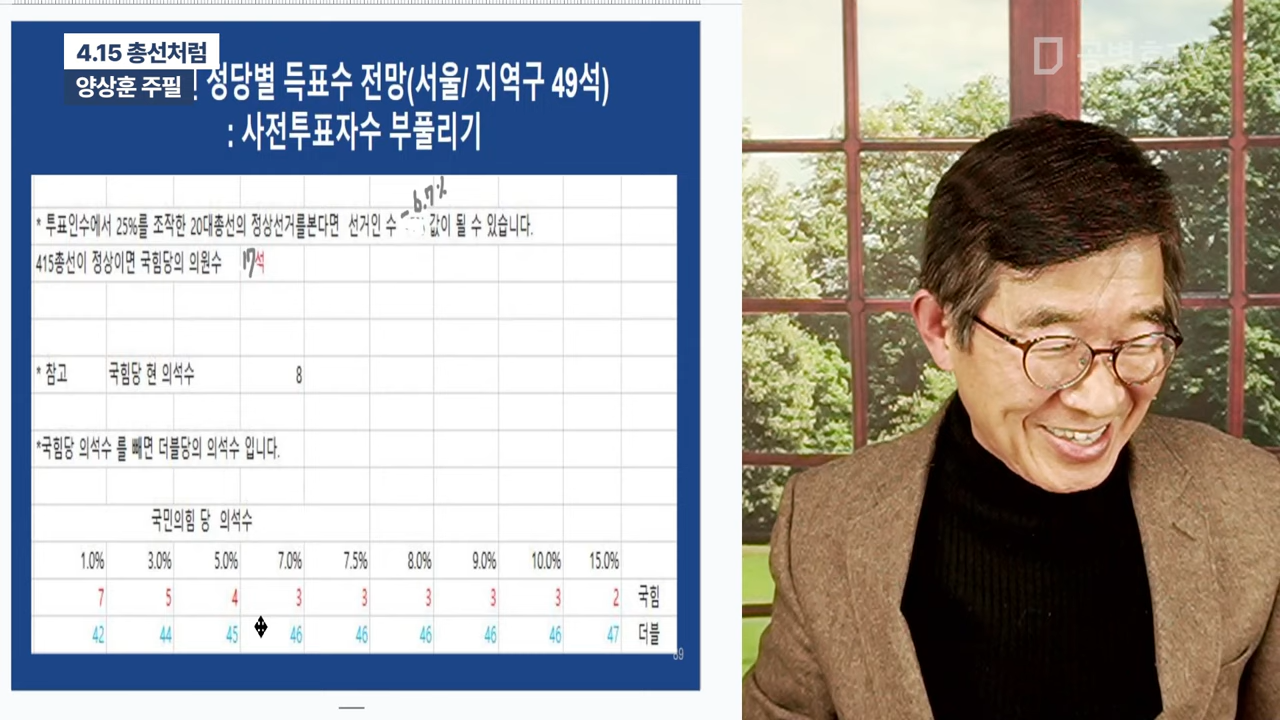 4.15 총선처럼
양상훈 주필
정당별 득표수 전망(서울/ 지역구 49석)
: 사전투표자수 부풀리기
-6.7%
* 투표인수에서 25%를 조작한 20대총선의 정상선거를본다면 선거인 수 값이 될 수 있습니다.
415총선이 정상이면 국힘당의 의원수 17석
* 참고 국힘당 현 의석수 8
*국힘당 의석수 를 빼면 더불당의 의석수 입니다.
국민의힘 당 의석수
1.0% 3.0% 5.0% 7.0% 7.5% 8.0% 9.0% 10.0% 15.0%
7 5 4 3 3 3 3 3 2 국힘
42 44 45 46 46 46 46 46 47 더불